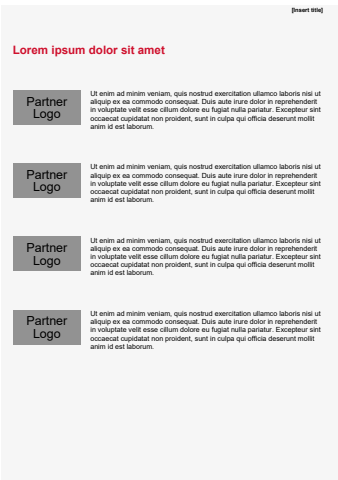 [Insert title]
Lorem ipsum dolor sit amet
Partner
Logo
Ut enim ad minim veniam, quis nostrud exercitation ullamco laboris nisi ut
aliquip ex ea commodo consequat. Duis aute irure dolor in reprehenderit
in voluptate velit esse cillum dolore eu fugiat nulla pariatur. Excepteur sint
occaecat cupidatat non proident, sunt in culpa qui officia deserunt mollit
anim id est laborum.
Partner
Logo
Ut enim ad minim veniam, quis nostrud exercitation ullamco laboris nisi ut
aliquip ex ea commodo consequat. Duis aute irure dolor in reprehenderit
in voluptate velit esse cillum dolore eu fugiat nulla pariatur. Excepteur sint
occaecat cupidatat non proident, sunt in culpa qui officia deserunt mollit
anim id est laborum.
Partner
Logo
Ut enim ad minim veniam, quis nostrud exercitation ullamco laboris nisi ut
aliquip ex ea commodo consequat. Duis aute irure dolor in reprehenderit
in voluptate velit esse cillum dolore eu fugiat nulla pariatur. Excepteur sint
occaecat cupidatat non proident, sunt in culpa qui officia deserunt mollit
anim id est laborum.
Partner
Logo
Ut enim ad minim veniam, quis nostrud exercitation ullamco laboris nisi ut
aliquip ex ea commodo consequat. Duis aute irure dolor in reprehenderit
in voluptate velit esse cillum dolore eu fugiat nulla pariatur. Excepteur sint
occaecat cupidatat non proident, sunt in culpa qui officia deserunt mollit
anim id est laborum.